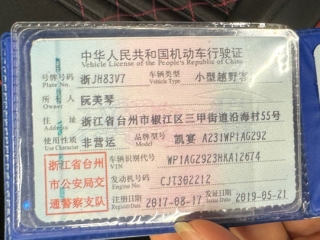 中华人民共和国机动车行驶证
Vehicle License of the People's Republic of China
号牌号码 浙JH83V7 车辆类型 小型越野客
Plate No. Vehicle Type
所有人 阮美琴
Owner
住址 浙江省台州市椒江区三甲街道沿海村55号
Address
使用性质 非营运 品牌型号 凯宴 AZ31WP1AG292
Use Character Model
浙江省台州市公安局交通警察支队
车辆识别代号 WP1AG2923HKA12674
VIN
发动机号码 CJT302212
Engine No.
注册日期 2017-08-17 发证日期 2019-05-21
Register Date Issue Date